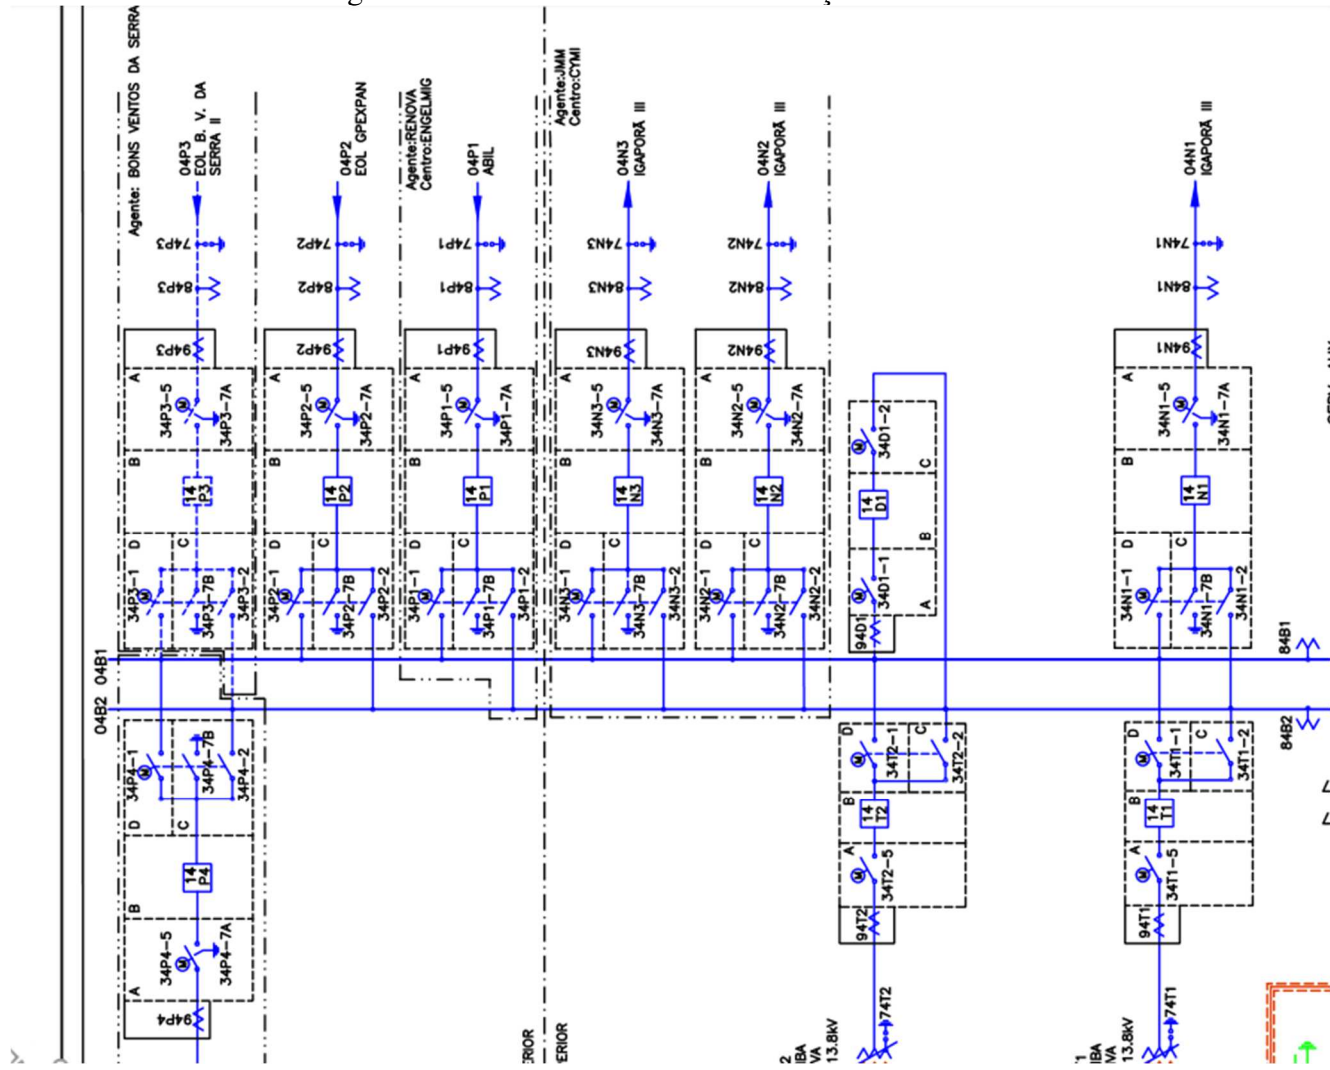 Agente: BONS VENTOS DA SERRA
04P3
EOL B. V. DA
SERRA II
74P3
84P3
94P3
A
34P3-5
M
34P3-7A
B
14
P3
D
C
34P3-1
M
34P3-7B
34P3-2
04P2
EOL GPEXPAN
74P2
84P2
94P2
A
34P2-5
M
34P2-7A
B
14
P2
D
C
34P2-1
M
34P2-7B
34P2-2
Agente:RENOVA
Centro:ENGELMIG
04P1
ABIL
74P1
84P1
94P1
A
34P1-5
M
34P1-7A
B
14
P1
D
C
34P1-1
M
34P1-7B
34P1-2
Agente:JMM
Centro:CYMI
04N3
IGAPORÃ III
74N3
84N3
94N3
A
34N3-5
M
34N3-7A
B
14
N3
D
C
34N3-1
M
34N3-7B
34N3-2
04N2
IGAPORÃ III
74N2
84N2
94N2
A
34N2-5
M
34N2-7A
B
14
N2
D
C
34N2-1
M
34N2-7B
34N2-2
M
34D1-2
C
14
D1
B
M
34D1-1
A
94D1
04N1
IGAPORÃ III
74N1
84N1
94N1
A
34N1-5
M
34N1-7A
B
14
N1
D
C
34N1-1
M
34N1-7B
34N1-2
04B1
04B2
84B1
84B2
34P4-1
M
34P4-7B
34P4-2
D
C
14
P4
B
34P4-5
M
34P4-7A
A
94P4
D
C
M
34T2-1
34T2-2
B
14
T2
A
M
34T2-5
94T2
74T2
13.8kV
D
C
M
34T1-1
34T1-2
B
14
T1
A
M
34T1-5
94T1
74T1
13.8kV